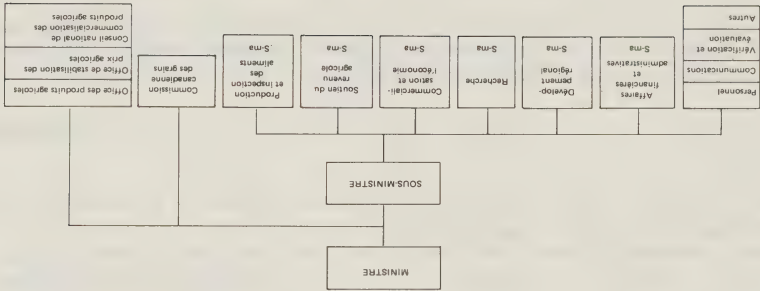 MINISTRE
SOUS-MINISTRE
Personnel
Communications
Vérification et
évaluation
Autres
Affaires
financières
et
administratives
S-ma
Dévelop-
pement
régional
S-ma
Recherche
S-ma
Commerciali-
sation et
l'économie
S-ma
Soutien du
revenu
agricole
S-ma
Production
et inspection
des
aliments
S-ma
Commission
canadienne
des grains
Office des produits agricoles
Office de stabilisation des
prix agricoles
Conseil national de
commercialisation des
produits agricoles